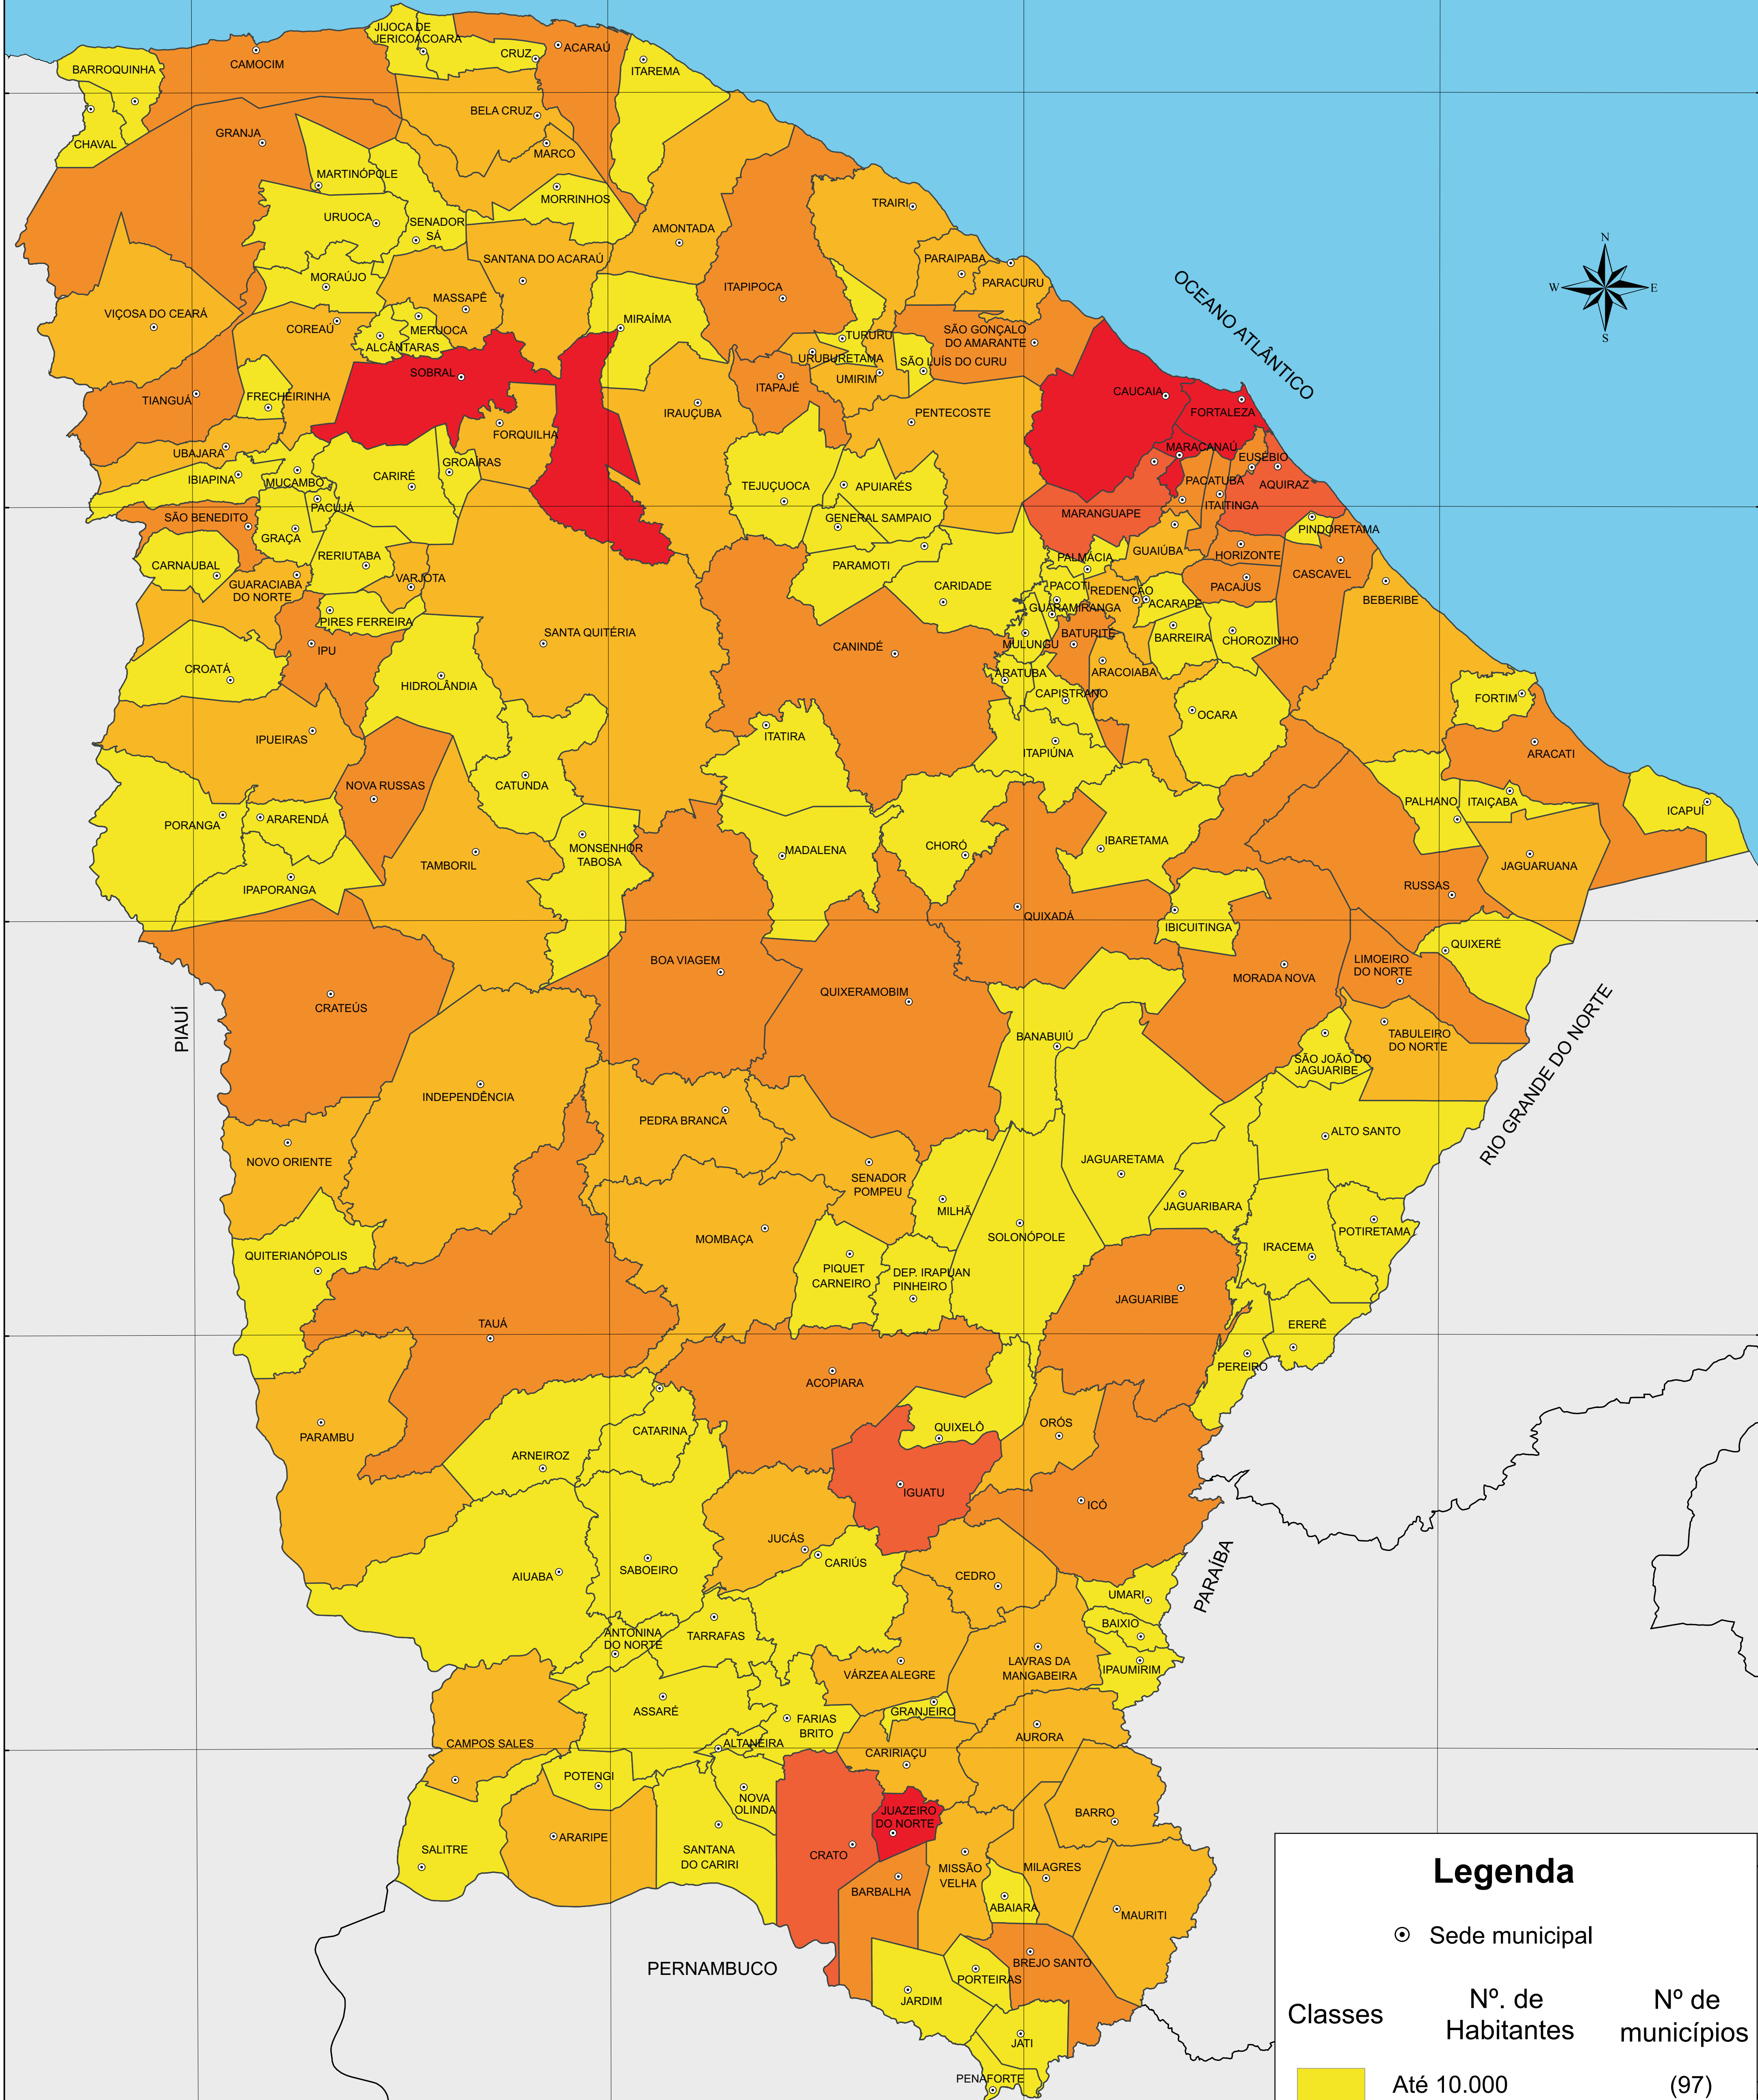 JIJOCA DE
JERICOACOARA
CRUZ
ACARAÚ
BARROQUINHA
CAMOCIM
ITAREMA
BELA CRUZ
CHAVAL
GRANJA
MARCO
MARTINÓPOLE
MORRINHOS
URUOCA
SENADOR
SÁ
TRAIRI
AMONTADA
SANTANA DO ACARAÚ
PARAIPABA
PARACURU
MORAÚJO
ITAPIPOCA
N
W
E
S
OCEANO ATLÂNTICO
VIÇOSA DO CEARÁ
MASSAPÊ
MIRAÍMA
COREAÚ
MERUOCA
ALCÂNTARAS
TURURU
SÃO GONÇALO
DO AMARANTE
URUBURETAMA
SÃO LUÍS DO CURU
SOBRAL
UMIRIM
ITAPAJÉ
TIANGUÁ
FRECHEIRINHA
CAUCAIA
FORTALEZA
IRAUÇUBA
PENTECOSTE
FORQUILHA
UBAJARA
MARACANAÚ
EUSÉBIO
IBIAPINA
MUCAMBO
CARIRÉ
GROAÍRAS
TEJUÇUOCA
APUIARÉS
PACATUBA
AQUIRAZ
PACUJÁ
ITAITINGA
SÃO BENEDITO
GENERAL SAMPAIO
MARANGUAPE
PINDORETAMA
GRAÇA
RERIUTABA
PALMÁCIA
GUAIÚBA
HORIZONTE
CARNAUBAL
PARAMOTI
CASCAVEL
GUARACIABA
DO NORTE
VARJOTA
CARIDADE
PACOTI
REDENÇÃO
PACAJUS
BEBERIBE
PIRES FERREIRA
GUARAMIRANGA
ACARAPE
SANTA QUITÉRIA
BATURITÉ
BARREIRA
CHOROZINHO
IPU
CANINDÉ
MULUNGU
CROATÁ
ARATUBA
ARACOIABA
HIDROLÂNDIA
CAPISTRANO
FORTIM
OCARA
IPUEIRAS
ITATIRA
ITAPIÚNA
ARACATI
NOVA RUSSAS
CATUNDA
PALHANO
ITAIÇABA
ICAPUÍ
PORANGA
ARARENDÁ
MONSENHOR
TABOSA
MADALENA
CHORÓ
IBARETAMA
TAMBORIL
JAGUARUANA
IPAPORANGA
RUSSAS
QUIXADÁ
IBICUITINGA
QUIXERÉ
BOA VIAGEM
LIMOEIRO
DO NORTE
MORADA NOVA
QUIXERAMOBIM
CRATEÚS
PIAUÍ
BANABUIÚ
TABULEIRO
DO NORTE
SÃO JOÃO DO
JAGUARIBE
RIO GRANDE DO NORTE
INDEPENDÊNCIA
PEDRA BRANCA
ALTO SANTO
NOVO ORIENTE
JAGUARETAMA
SENADOR
POMPEU
JAGUARIBARA
MILHÃ
SOLONÓPOLE
MOMBAÇA
POTIRETAMA
QUITERIANÓPOLIS
IRACEMA
PIQUET
CARNEIRO
DEP. IRAPUAN
PINHEIRO
JAGUARIBE
TAUÁ
ERERÊ
PEREIRO
ACOPIARA
PARAMBU
CATARINA
QUIXELÔ
ORÓS
ARNEIROZ
IGUATU
ICÓ
JUCÁS
CARIÚS
AIUABA
SABOEIRO
CEDRO
UMARI
PARAÍBA
BAIXIO
ANTONINA
DO NORTE
TARRAFAS
LAVRAS DA
MANGABEIRA
IPAUMIRIM
VÁRZEA ALEGRE
ASSARÉ
GRANJEIRO
FARIAS
BRITO
CAMPOS SALES
ALTANEIRA
AURORA
CARIRIAÇU
POTENGI
NOVA
OLINDA
JUAZEIRO
DO NORTE
BARRO
ARARIPE
SALITRE
SANTANA
DO CARIRI
CRATO
MISSÃO
VELHA
MILAGRES
BARBALHA
ABAIARA
MAURITI
PERNAMBUCO
BREJO SANTO
PORTEIRAS
JARDIM
JATI
PENAFORTE
Legenda
Sede municipal
Classes
Nº. de
Habitantes
Nº de
municípios
Até 10.000
(97)